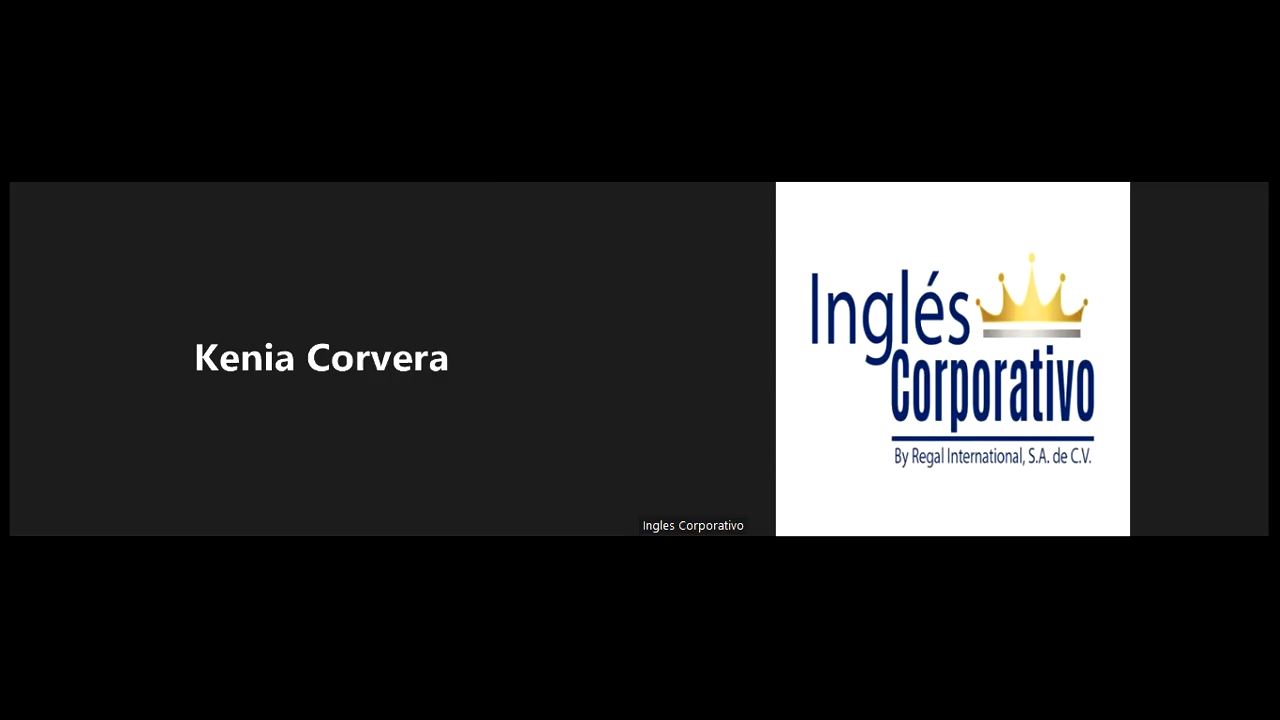 Kenia Corvera
Ingles Corporativo
Inglés
Corporativo
By Regal International, S.A. de C.V.